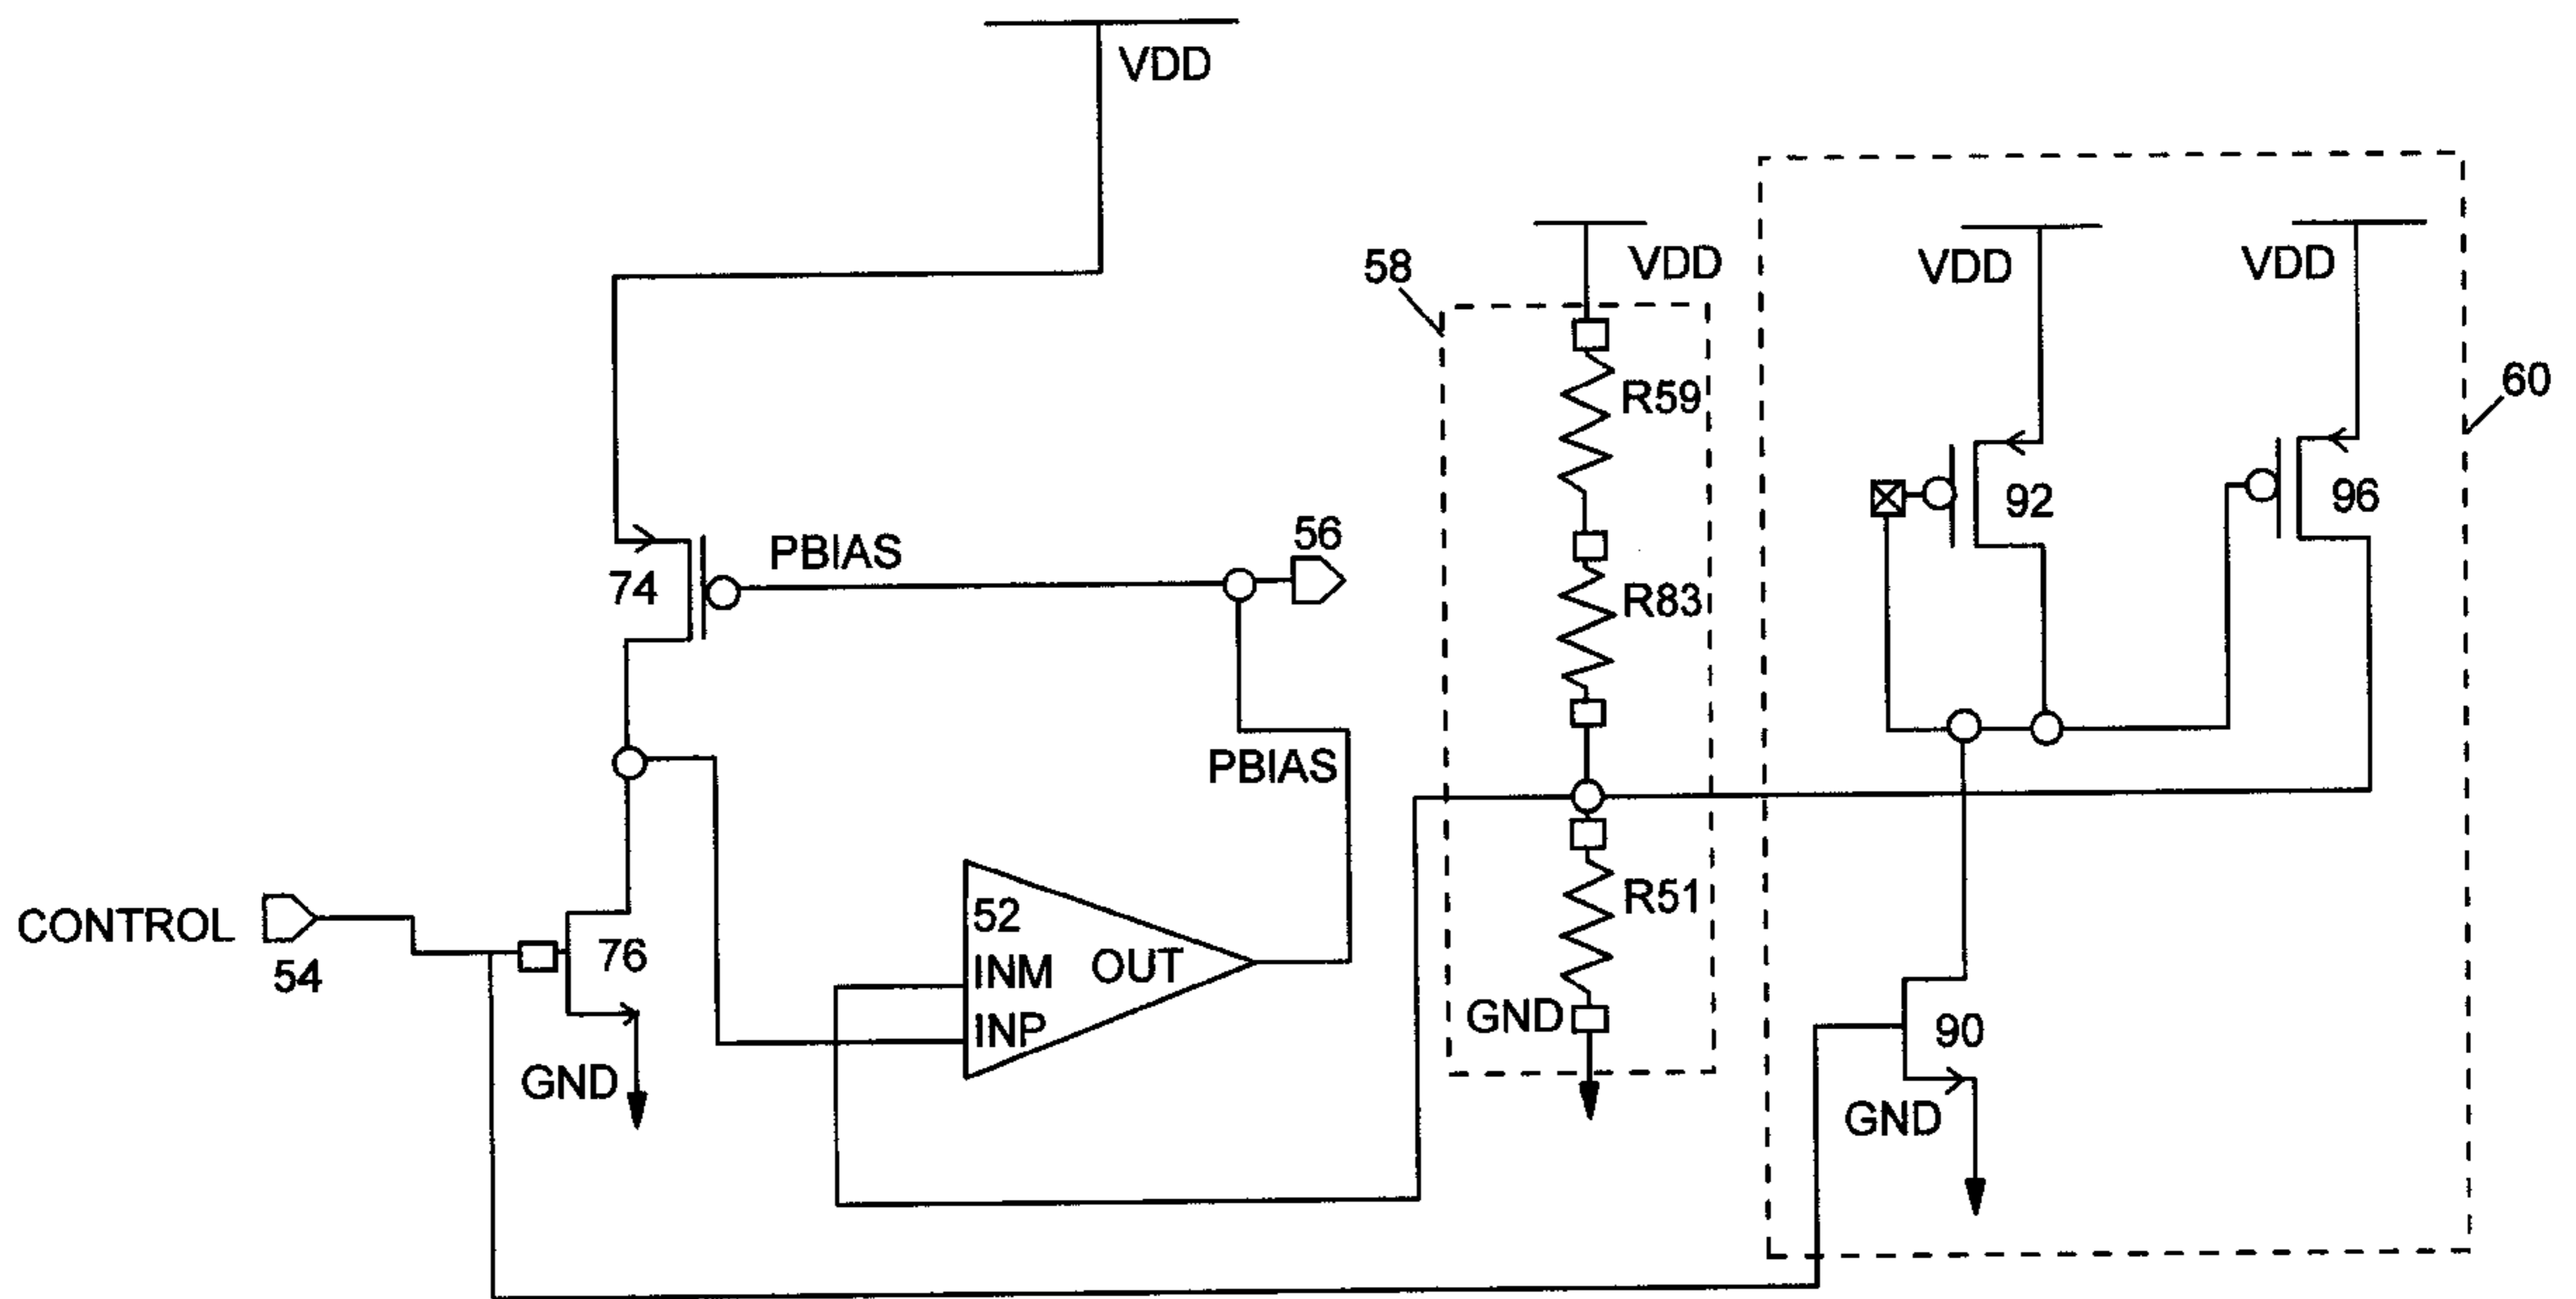 VDD
58
VDD
VDD
VDD
60
R59
92
96
PBIAS
56
74
R83
PBIAS
CONTROL
54
76
52
INM
OUT
INP
R51
GND
90
GND
GND